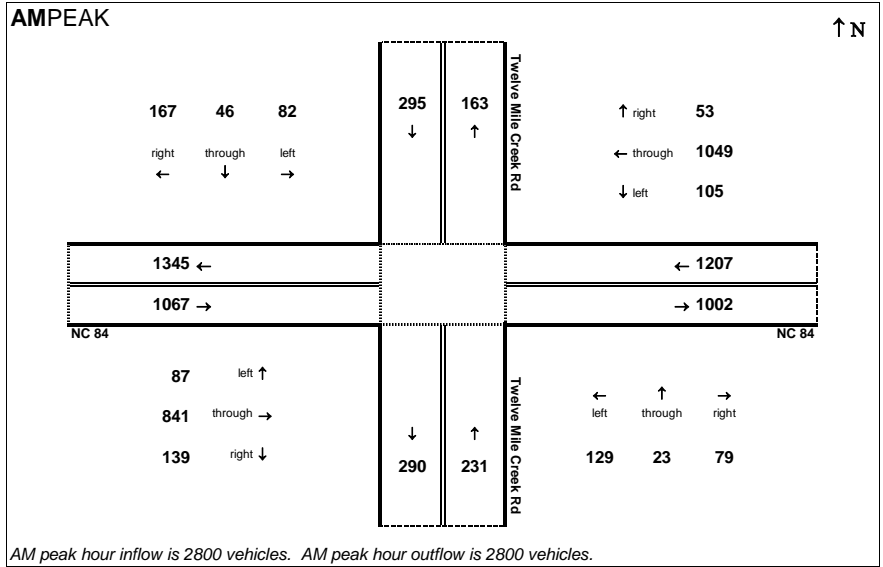 AMPEAK
↑ N
167 46 82
right through left
← ↓ →
295 163
↓ ↑
Twelve Mile Creek Rd
↑ right 53
← through 1049
↓ left 105
1345 ←
← 1207
1067 →
→ 1002
NC 84
NC 84
87 left ↑
841 through →
139 right ↓
↓ ↑
290 231
Twelve Mile Creek Rd
← ↑ →
left through right
129 23 79
AM peak hour inflow is 2800 vehicles. AM peak hour outflow is 2800 vehicles.